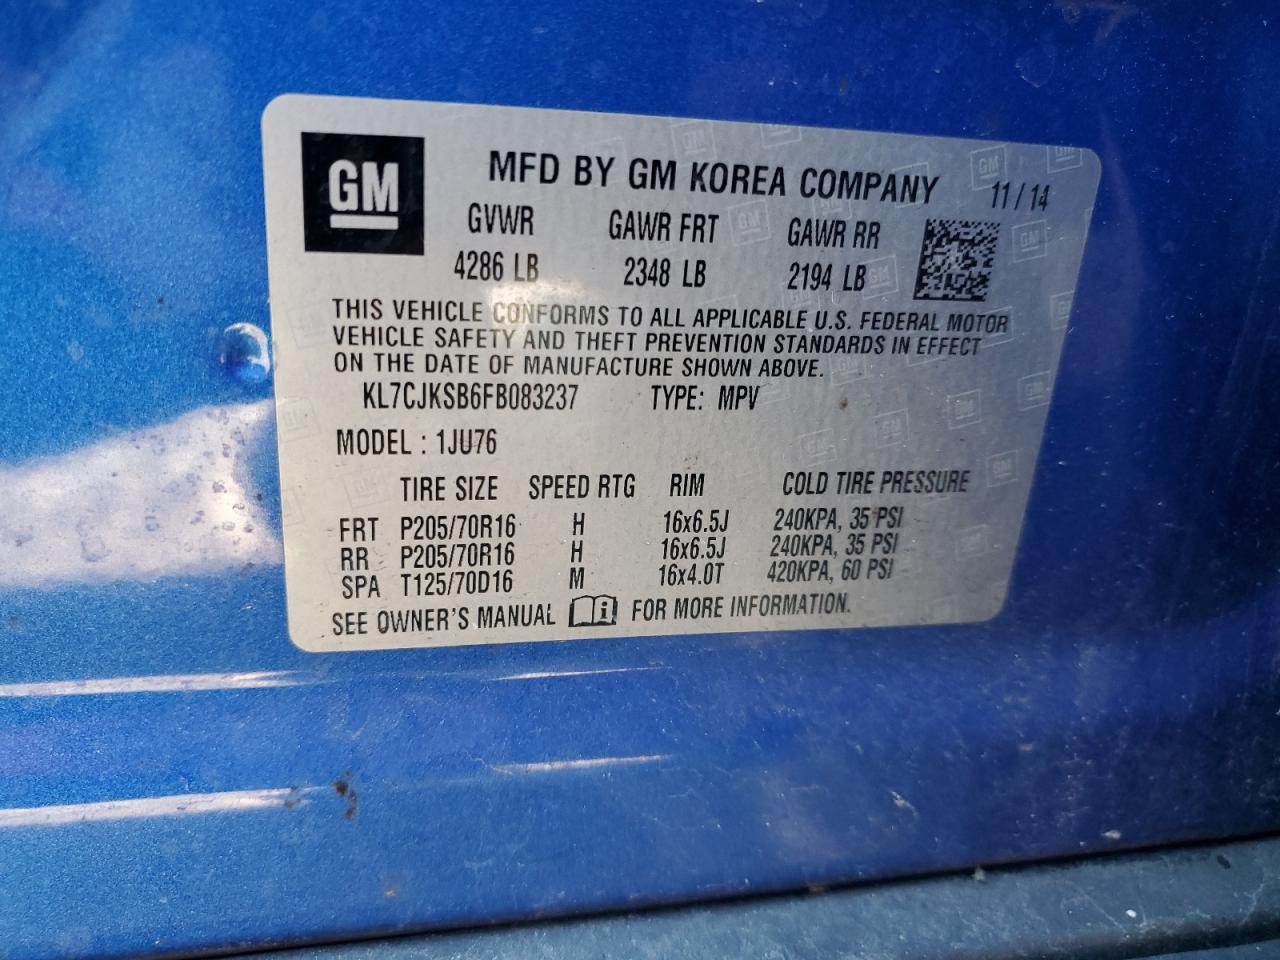 GM
MFD BY GM KOREA COMPANY 11/14
GVWR GAWR FRT GAWR RR
4286 LB 2348 LB 2194 LB
THIS VEHICLE CONFORMS TO ALL APPLICABLE U.S. FEDERAL MOTOR
VEHICLE SAFETY AND THEFT PREVENTION STANDARDS IN EFFECT
ON THE DATE OF MANUFACTURE SHOWN ABOVE.
KL7CJKSB6FB083237 TYPE: MPV
MODEL : 1JU76
TIRE SIZE SPEED RTG RIM COLD TIRE PRESSURE
FRT P205/70R16 H 16x6.5J 240KPA, 35 PSI
RR P205/70R16 H 16x6.5J 240KPA, 35 PSI
SPA T125/70D16 M 16x4.0T 420KPA, 60 PSI
SEE OWNER'S MANUAL FOR MORE INFORMATION.